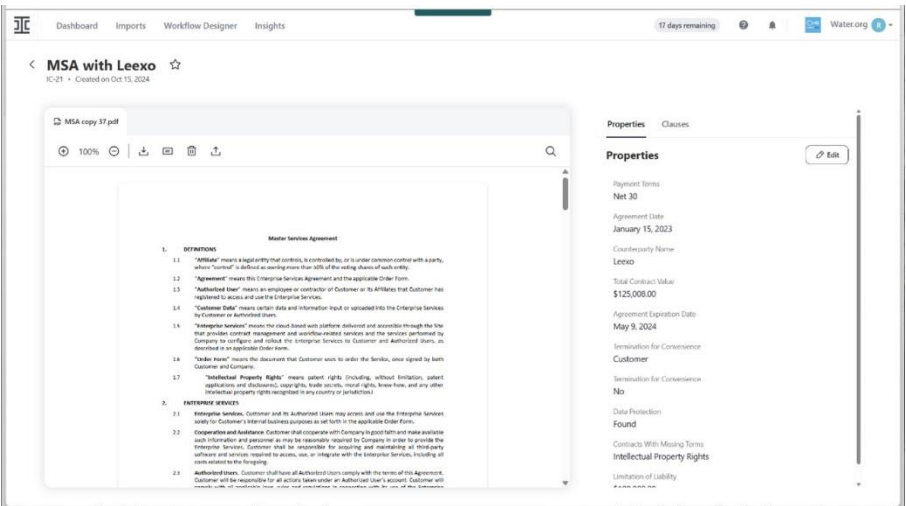 Dashboard Imports Workflow Designer Insights 17 days remaining Water.org R
MSA with Leexo
IC-21 • Created on Oct 15, 2024
MSA copy 37.pdf
100%
Master Services Agreement
1. DEFINITIONS
1.1 "Affiliate" means a legal entity that controls, is controlled by, or is under common control with a party,
where "control" is defined as owning more than 50% of the voting shares of such entity.
1.2 "Agreement" means this Enterprise Services Agreement and the applicable Order Form.
1.3 "Authorized User" means an employee or contractor of Customer or its Affiliates that Customer has
registered to access and use the Enterprise Services.
1.4 "Customer Data" means certain data and information input or uploaded into the Enterprise Services
by Customer or Authorized Users.
1.5 "Enterprise Services" means the cloud-based web platform delivered and accessible through the Site
that provides contract management and workflow-related services and the services performed by
Company to configure and rollout the Enterprise Services to Customer and Authorized Users, as
described in an applicable Order Form.
1.6 "Order Form" means the document that Customer uses to order the Service, once signed by both
Customer and Company.
1.7 "Intellectual Property Rights" means patent rights (including, without limitation, patent
applications and disclosures), copyrights, trade secrets, moral rights, know-how, and any other
intellectual property rights recognized in any country or jurisdiction.)
2. ENTERPRISE SERVICES
2.1 Enterprise Services. Customer and its Authorized Users may access and use the Enterprise Services
solely for Customer's internal business purposes as set forth in the applicable Order Form.
2.2 Cooperation and Assistance. Customer shall cooperate with Company in good faith and make available
such information and personnel as may be reasonably required by Company in order to provide the
Enterprise Services. Customer shall be responsible for acquiring and maintaining all third-party
software and services required to access, use, or integrate with the Enterprise Services, including all
costs related to the foregoing.
2.3 Authorized Users. Customer shall have all Authorized Users comply with the terms of this Agreement.
Customer will be responsible for all actions taken under an Authorized User's account. Customer will
comply with all applicable laws, rules and regulations in connection with its use of the Enterprise
Properties Clauses
Properties Edit
Payment Terms
Net 30
Agreement Date
January 15, 2023
Counterparty Name
Leexo
Total Contract Value
$125,008.00
Agreement Expiration Date
May 9, 2024
Termination for Convenience
Customer
Termination for Convenience
No
Data Protection
Found
Contracts With Missing Terms
Intellectual Property Rights
Limitation of Liability